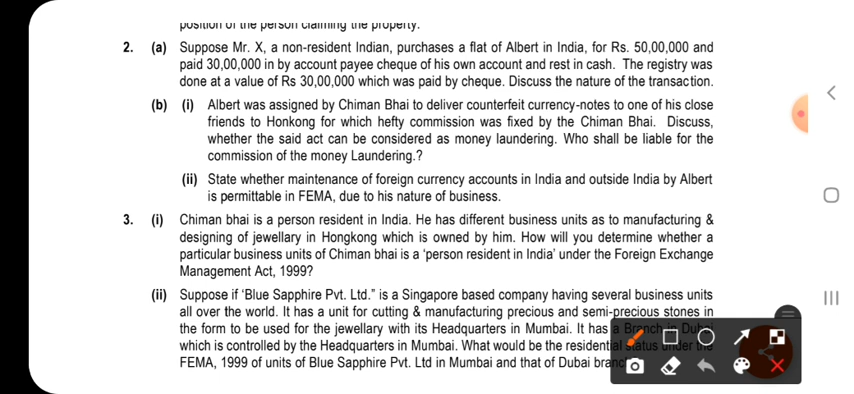 position of the person claiming the property.
2. (a) Suppose Mr. X, a non-resident Indian, purchases a flat of Albert in India, for Rs. 50,00,000 and
paid 30,00,000 in by account payee cheque of his own account and rest in cash. The registry was
done at a value of Rs 30,00,000 which was paid by cheque. Discuss the nature of the transaction.
(b) (i) Albert was assigned by Chiman Bhai to deliver counterfeit currency-notes to one of his close
friends to Honkong for which hefty commission was fixed by the Chiman Bhai. Discuss,
whether the said act can be considered as money laundering. Who shall be liable for the
commission of the money Laundering.?
(ii) State whether maintenance of foreign currency accounts in India and outside India by Albert
is permittable in FEMA, due to his nature of business.
3. (i) Chiman bhai is a person resident in India. He has different business units as to manufacturing &
designing of jewellary in Hongkong which is owned by him. How will you determine whether a
particular business units of Chiman bhai is a ‘person resident in India’ under the Foreign Exchange
Management Act, 1999?
(ii) Suppose if ‘Blue Sapphire Pvt. Ltd.” is a Singapore based company having several business units
all over the world. It has a unit for cutting & manufacturing precious and semi-precious stones in
the form to be used for the jewellary with its Headquarters in Mumbai. It has a Branch in Dubai
which is controlled by the Headquarters in Mumbai. What would be the residential status under the
FEMA, 1999 of units of Blue Sapphire Pvt. Ltd in Mumbai and that of Dubai branch